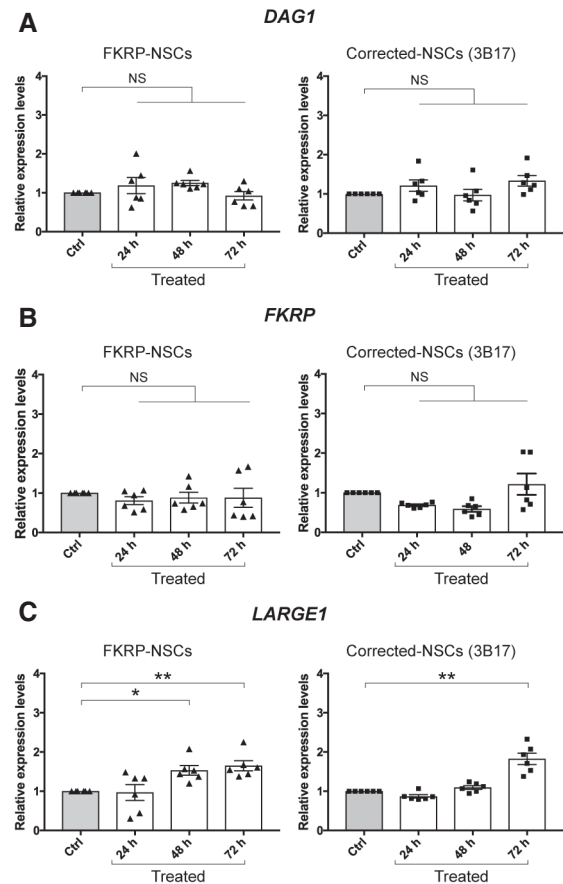 A
DAG1
FKRP-NSCs
Corrected-NSCs (3B17)
Relative expression levels
4
3
2
1
0
NS
Ctrl
24 h
48 h
72 h
Treated
Relative expression levels
4
3
2
1
0
NS
Ctrl
24 h
48 h
72 h
Treated
B
FKRP
FKRP-NSCs
Corrected-NSCs (3B17)
Relative expression levels
4
3
2
1
0
NS
Ctrl
24 h
48 h
72 h
Treated
Relative expression levels
4
3
2
1
0
NS
Ctrl
24 h
48
72 h
Treated
C
LARGE1
FKRP-NSCs
Corrected-NSCs (3B17)
Relative expression levels
4
3
2
1
0
**
*
Ctrl
24 h
48 h
72 h
Treated
Relative expression levels
4
3
2
1
0
**
Ctrl
24 h
48 h
72 h
Treated